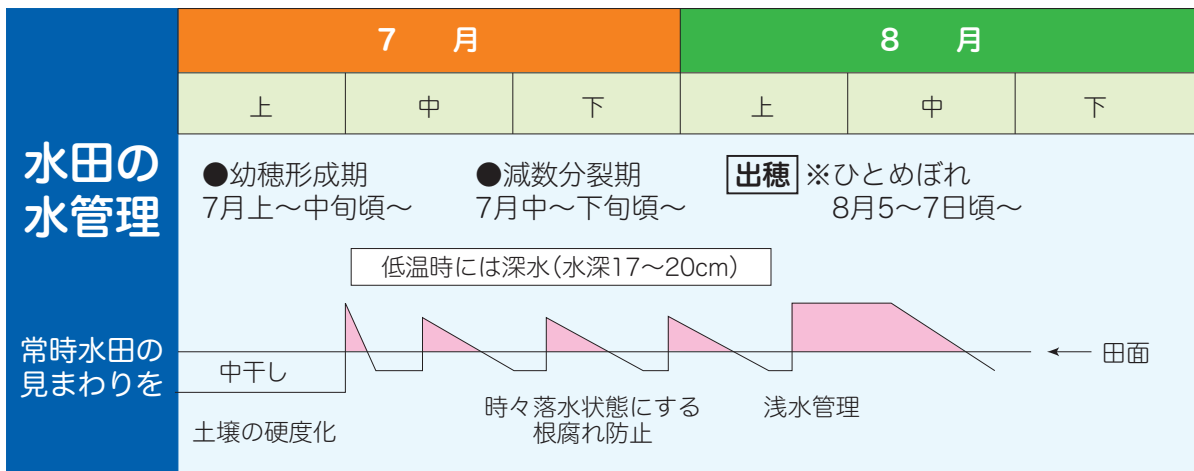 水田の
水管理
常時水田の
見まわりを
7 月
8 月
上
中
下
上
中
下
●幼穂形成期
7月上～中旬頃～
●減数分裂期
7月中～下旬頃～
出穂 ※ひとめぼれ
8月5～7日頃～
低温時には深水(水深17～20cm)
中干し
田面
土壌の硬度化
時々落水状態にする
根腐れ防止
浅水管理